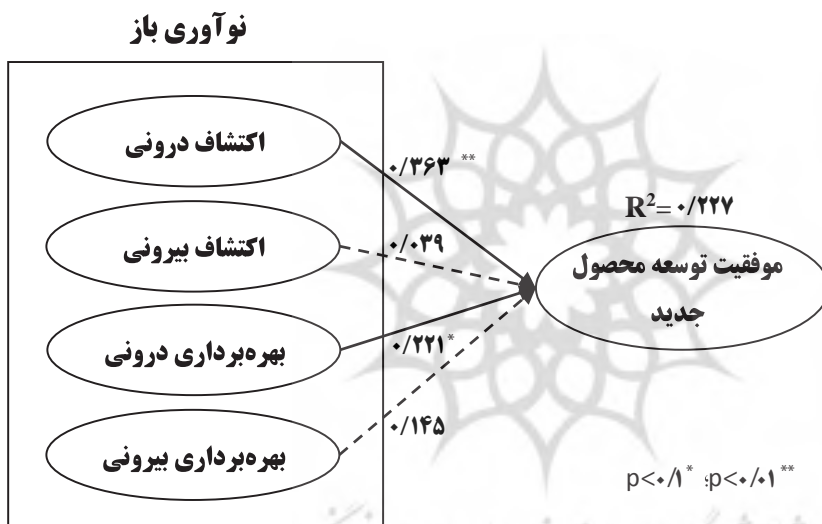 نوآوری باز
اکتشاف درونی
۰/۳۶۳ **
اکتشاف بیرونی
۰/۰۳۹
بهره‌برداری درونی
۰/۲۲۱*
بهره‌برداری بیرونی
۰/۱۴۵
R²= ۰/۲۲۷
موفقیت توسعه محصول
جدید
p<۰/۱* ؛p<۰/۰۱**